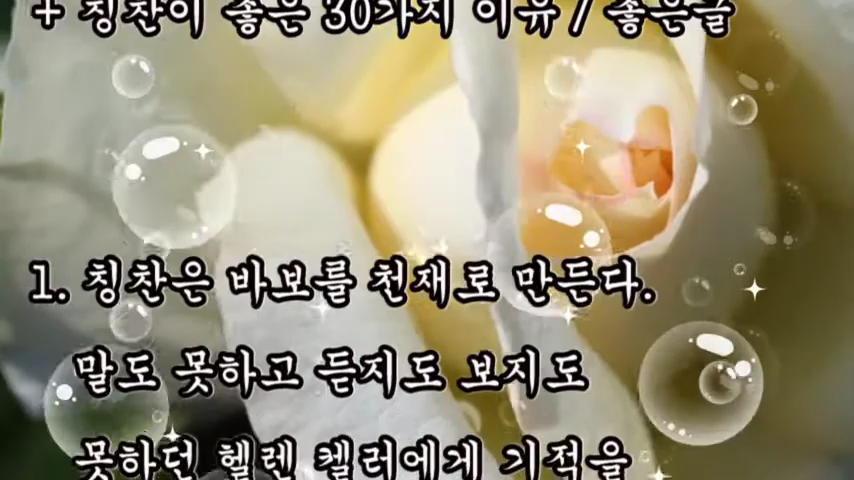 + 칭찬이 좋은 30가지 이유 / 좋은글
1. 칭찬은 바보를 천재로 만든다.
말도 못하고 듣지도 보지도
못하던 헬렌 켈러에게 기적을